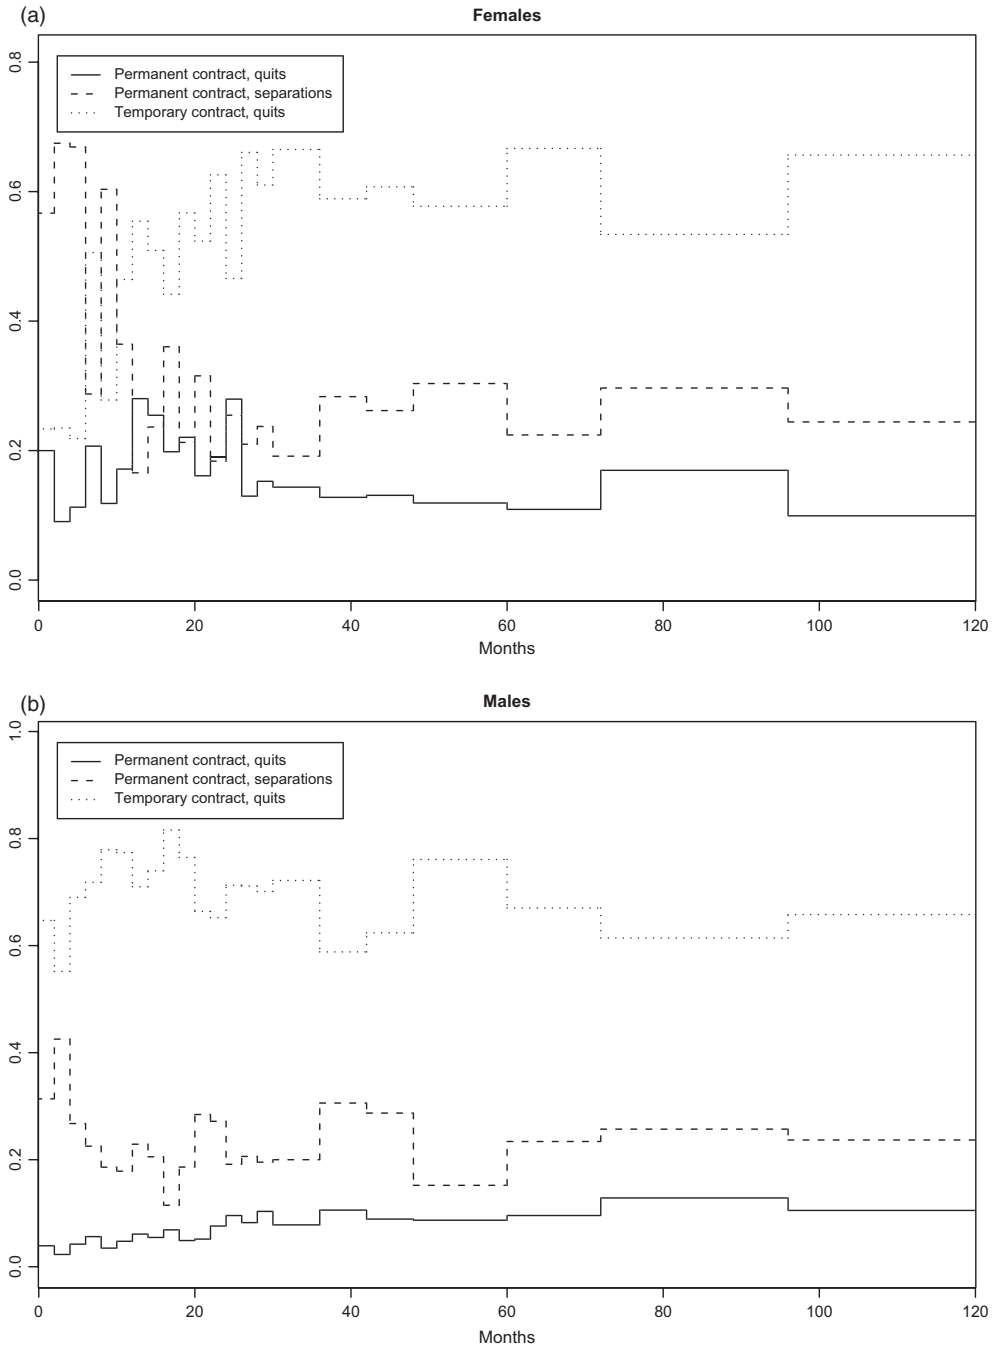 (a)
Females
Permanent contract, quits
Permanent contract, separations
Temporary contract, quits
0.8
0.6
0.4
0.2
0.0
0 20 40 60 80 100 120
Months
(b)
Males
Permanent contract, quits
Permanent contract, separations
Temporary contract, quits
1.0
0.8
0.6
0.4
0.2
0.0
0 20 40 60 80 100 120
Months